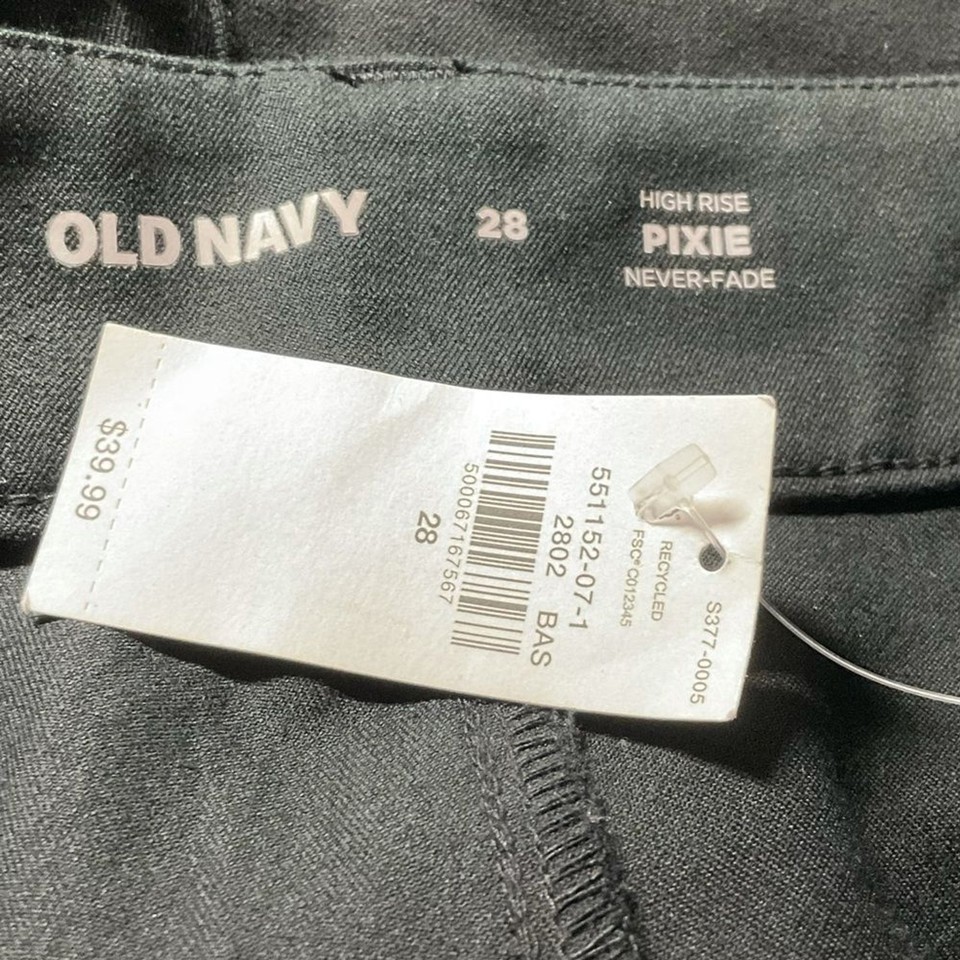 OLD NAVY
28
HIGH RISE
PIXIE
NEVER-FADE
S377-0005
RECYCLED
FSC® C012345
551152-07-1
2802 BAS
500067167567
28
$39.99